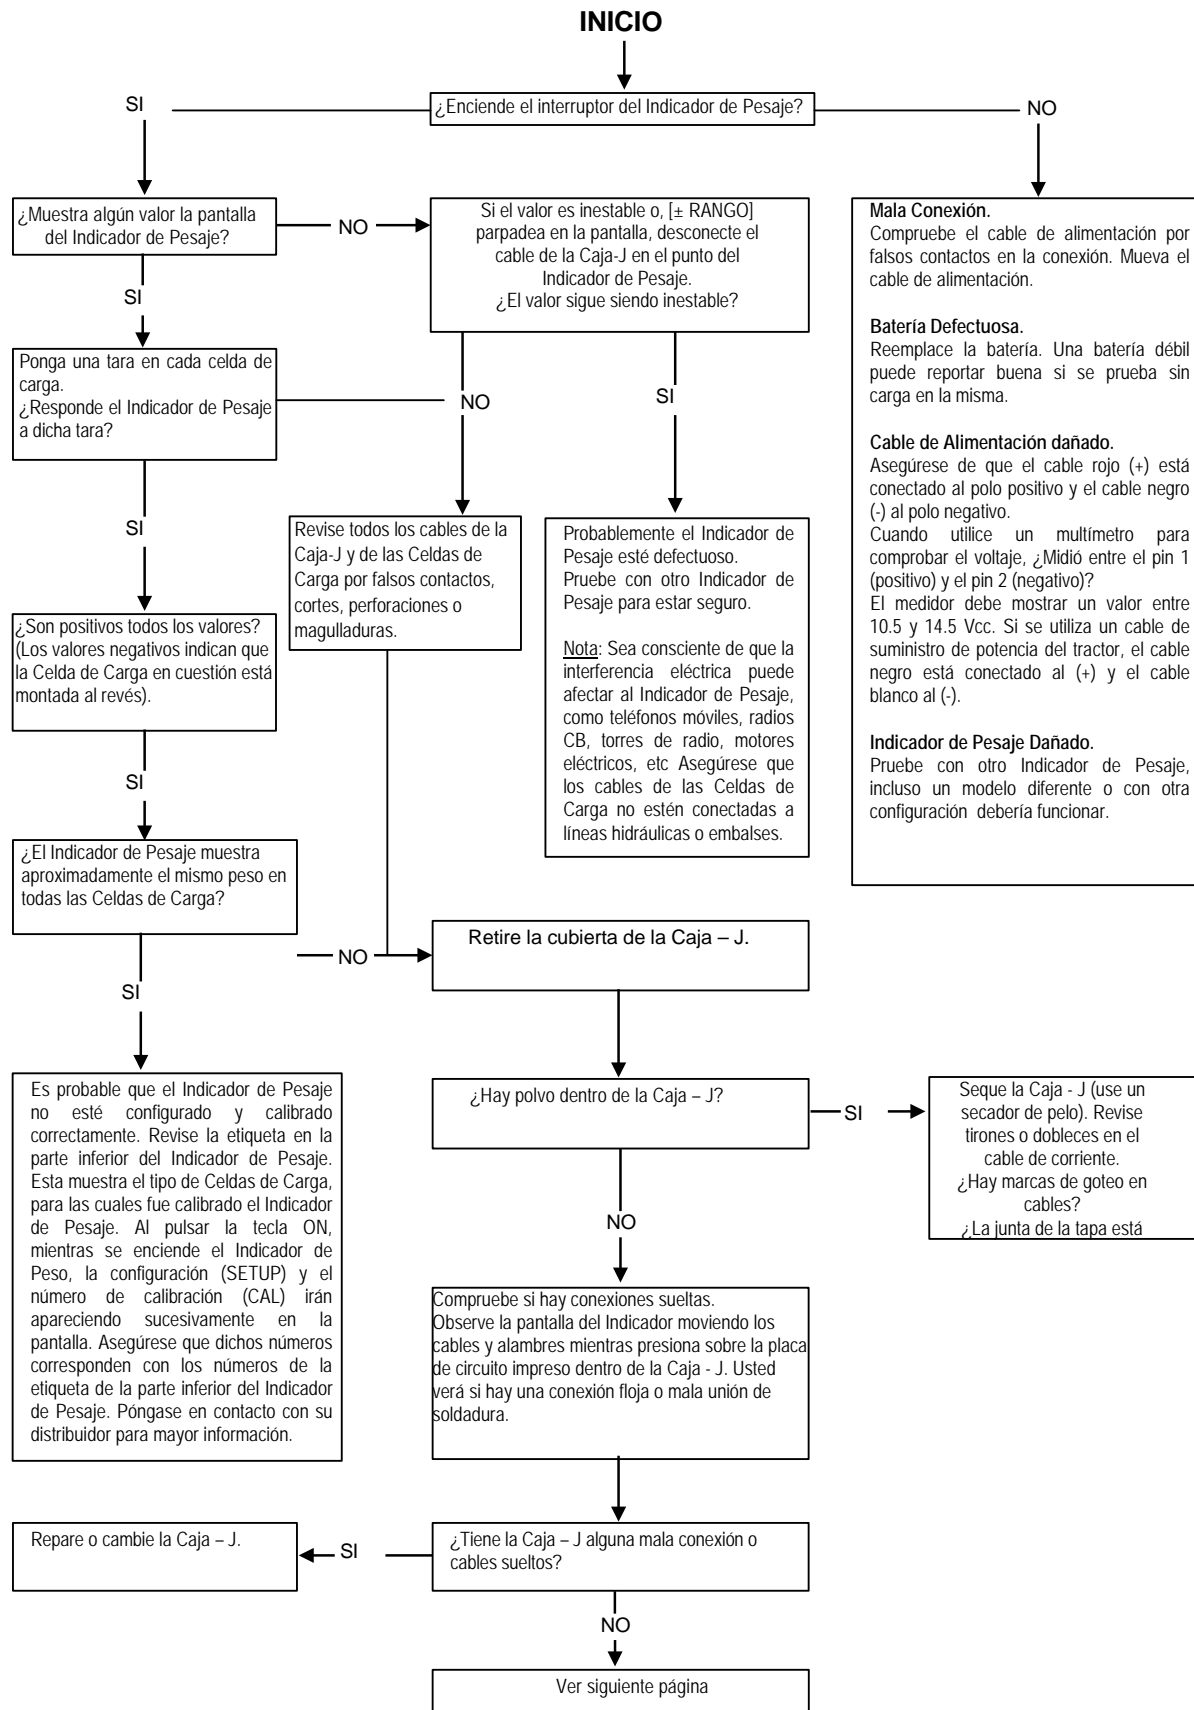 INICIO
¿Enciende el interruptor del Indicador de Pesaje?
SI
NO
¿Muestra algún valor la pantalla
del Indicador de Pesaje?
NO
Si el valor es inestable o, [± RANGO]
parpadea en la pantalla, desconecte el
cable de la Caja-J en el punto del
Indicador de Pesaje.
¿El valor sigue siendo inestable?
Mala Conexión.
Compruebe el cable de alimentación por
falsos contactos en la conexión. Mueva el
cable de alimentación.
Batería Defectuosa.
Reemplace la batería. Una batería débil
puede reportar buena si se prueba sin
carga en la misma.
Cable de Alimentación dañado.
Asegúrese de que el cable rojo (+) está
conectado al polo positivo y el cable negro
(-) al polo negativo.
Cuando utilice un multímetro para
comprobar el voltaje, ¿Midió entre el pin 1
(positivo) y el pin 2 (negativo)?
El medidor debe mostrar un valor entre
10.5 y 14.5 Vcc. Si se utiliza un cable de
suministro de potencia del tractor, el cable
negro está conectado al (+) y el cable
blanco al (-).
Indicador de Pesaje Dañado.
Pruebe con otro Indicador de Pesaje,
incluso un modelo diferente o con otra
configuración debería funcionar.
SI
Ponga una tara en cada celda de
carga.
¿Responde el Indicador de Pesaje
a dicha tara?
NO
SI
SI
Revise todos los cables de la
Caja-J y de las Celdas de
Carga por falsos contactos,
cortes, perforaciones o
magulladuras.
Probablemente el Indicador de
Pesaje esté defectuoso.
Pruebe con otro Indicador de
Pesaje para estar seguro.
Nota: Sea consciente de que la
interferencia eléctrica puede
afectar al Indicador de Pesaje,
como teléfonos móviles, radios
CB, torres de radio, motores
eléctricos, etc Asegúrese que
los cables de las Celdas de
Carga no estén conectadas a
líneas hidráulicas o embalses.
¿Son positivos todos los valores?
(Los valores negativos indican que
la Celda de Carga en cuestión está
montada al revés).
SI
¿El Indicador de Pesaje muestra
aproximadamente el mismo peso en
todas las Celdas de Carga?
NO
Retire la cubierta de la Caja – J.
SI
Es probable que el Indicador de Pesaje
no esté configurado y calibrado
correctamente. Revise la etiqueta en la
parte inferior del Indicador de Pesaje.
Esta muestra el tipo de Celdas de Carga,
para las cuales fue calibrado el Indicador
de Pesaje. Al pulsar la tecla ON,
mientras se enciende el Indicador de
Peso, la configuración (SETUP) y el
número de calibración (CAL) irán
apareciendo sucesivamente en la
pantalla. Asegúrese que dichos números
corresponden con los números de la
etiqueta de la parte inferior del Indicador
de Pesaje. Póngase en contacto con su
distribuidor para mayor información.
¿Hay polvo dentro de la Caja – J?
SI
Seque la Caja - J (use un
secador de pelo). Revise
tirones o dobleces en el
cable de corriente.
¿Hay marcas de goteo en
cables?
¿La junta de la tapa está
NO
Compruebe si hay conexiones sueltas.
Observe la pantalla del Indicador moviendo los
cables y alambres mientras presiona sobre la placa
de circuito impreso dentro de la Caja - J. Usted
verá si hay una conexión floja o mala unión de
soldadura.
¿Tiene la Caja – J alguna mala conexión o
cables sueltos?
SI
Repare o cambie la Caja – J.
NO
Ver siguiente página